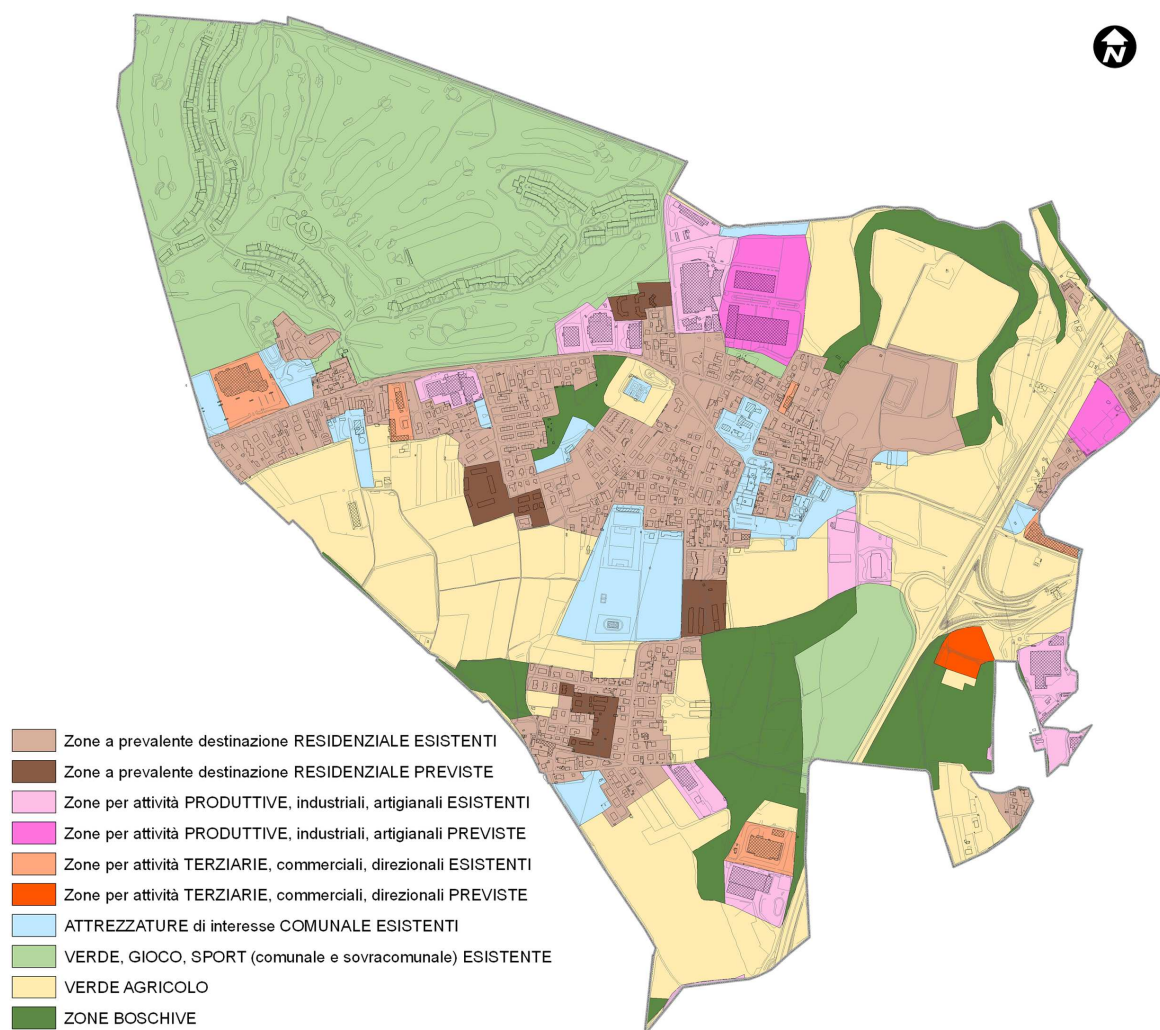 N
Zone a prevalente destinazione RESIDENZIALE ESISTENTI
Zone a prevalente destinazione RESIDENZIALE PREVISTE
Zone per attività PRODUTTIVE, industriali, artigianali ESISTENTI
Zone per attività PRODUTTIVE, industriali, artigianali PREVISTE
Zone per attività TERZIARIE, commerciali, direzionali ESISTENTI
Zone per attività TERZIARIE, commerciali, direzionali PREVISTE
ATTREZZATURE di interesse COMUNALE ESISTENTI
VERDE, GIOCO, SPORT (comunale e sovracomunale) ESISTENTE
VERDE AGRICOLO
ZONE BOSCHIVE